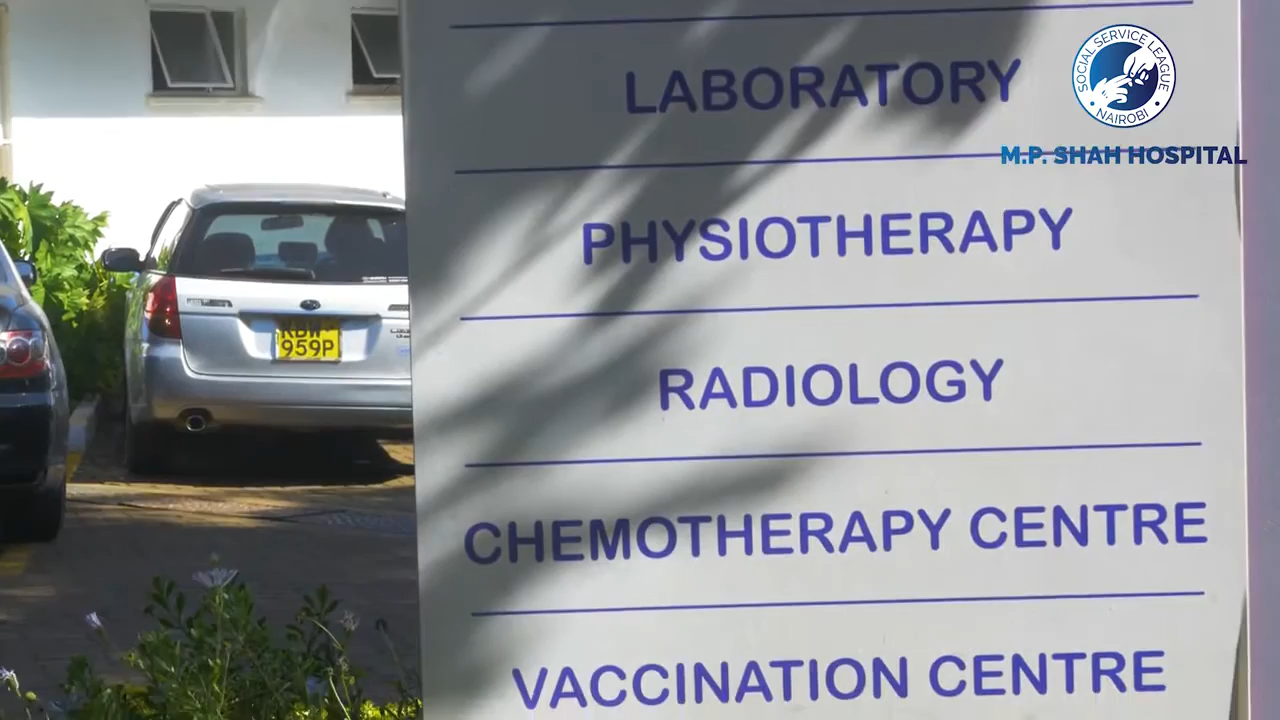 LABORATORY
PHYSIOTHERAPY
RADIOLOGY
CHEMOTHERAPY CENTRE
VACCINATION CENTRE
SOCIAL SERVICE LEAGUE
NAIROBI
M.P. SHAH HOSPITAL
KBW
959P